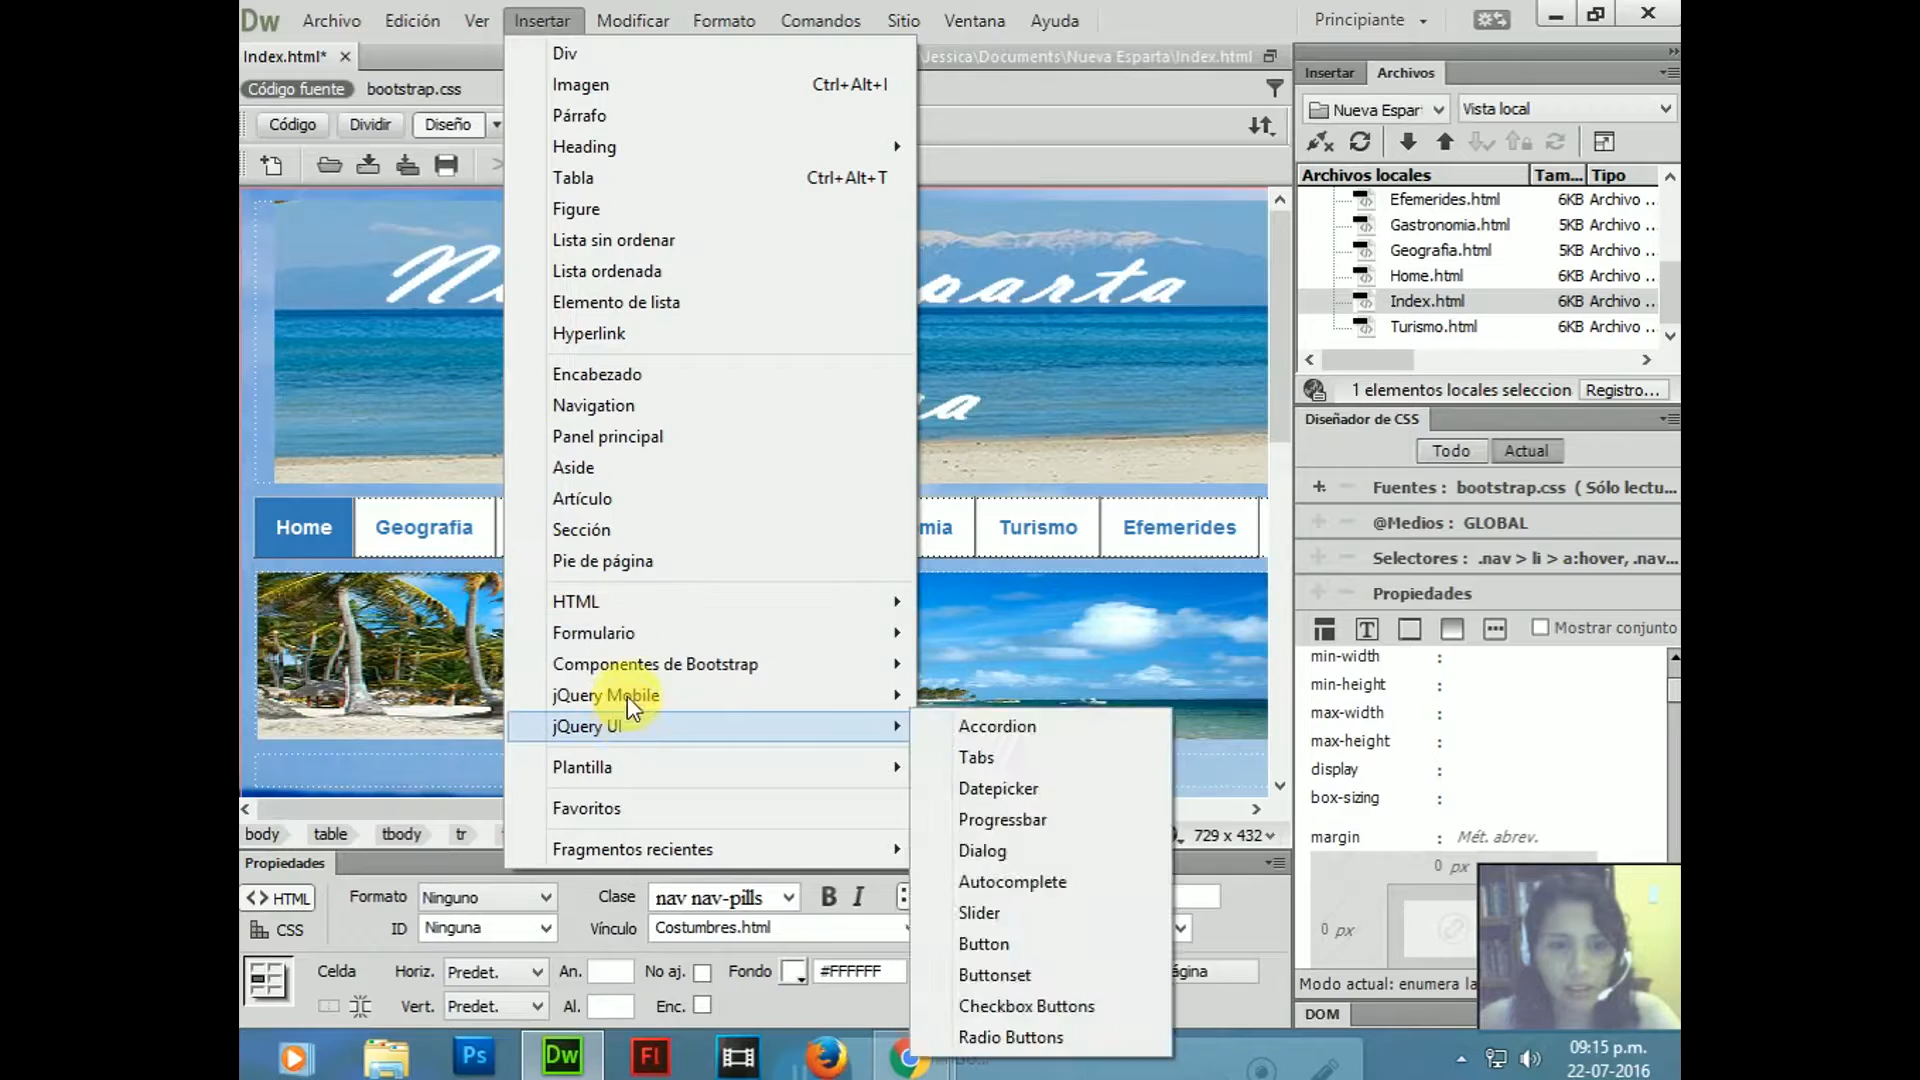 Dw Archivo Edición Ver Insertar Modificar Formato Comandos Sitio Ventana Ayuda Principiante
Index.html* Jessica\Documents\Nueva Esparta\Index.html
Código fuente bootstrap.css
Código Dividir Diseño
Div
Imagen Ctrl+Alt+I
Párrafo
Heading
Tabla Ctrl+Alt+T
Figure
Lista sin ordenar
Lista ordenada
Elemento de lista
Hyperlink
Encabezado
Navigation
Panel principal
Aside
Artículo
Sección
Pie de página
HTML
Formulario
Componentes de Bootstrap
jQuery Mobile
jQuery UI
Plantilla
Favoritos
Fragmentos recientes
Accordion
Tabs
Datepicker
Progressbar
Dialog
Autocomplete
Slider
Button
Buttonset
Checkbox Buttons
Radio Buttons
Home Geografia mia Turismo Efemerides
body table tbody tr 729 x 432
Propiedades
HTML Formato Ninguno Clase nav nav-pills B I
CSS ID Ninguna Vínculo Costumbres.html
Celda Horiz. Predet. An. No aj. Fondo #FFFFFF ágina
Vert. Predet. Al. Enc.
Insertar Archivos
Nueva Espar Vista local
Archivos locales Tam... Tipo
Efemerides.html 6KB Archivo ..
Gastronomia.html 5KB Archivo ..
Geografia.html 5KB Archivo ..
Home.html 6KB Archivo ..
Index.html 6KB Archivo ..
Turismo.html 6KB Archivo ..
1 elementos locales seleccion Registro...
Diseñador de CSS
Todo Actual
Fuentes : bootstrap.css ( Sólo lectu...
@Medios : GLOBAL
Selectores : .nav > li > a:hover, .nav...
Propiedades
Mostrar conjunto
min-width :
min-height :
max-width :
max-height :
display :
box-sizing :
margin : Mét. abrev.
0 px
0 px
Modo actual: enumera la
DOM
Ps Dw Fl
09:15 p.m.
22-07-2016